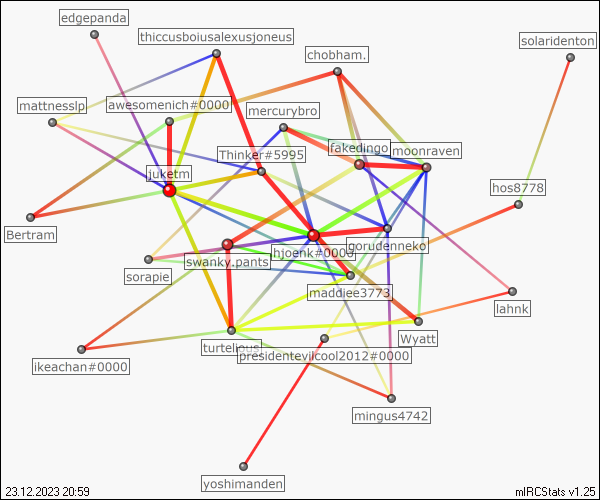 edgepanda
thiccusboiusalexusjoneus
solaridenton
chobham.
mattnesslp
awesomenich#0000
mercurybro
Thinker#5995
fakedingo
moonraven
juketm
hos8778
Bertram
gorudenneko
hjoenk#0000
swanky.pants
sorapie
maddiee3773
lahnk
Wyatt
turtelious
presidentevilcool2012#0000
ikeachan#0000
mingus4742
yoshimanden
23.12.2023 20:59
mIRCStats v1.25